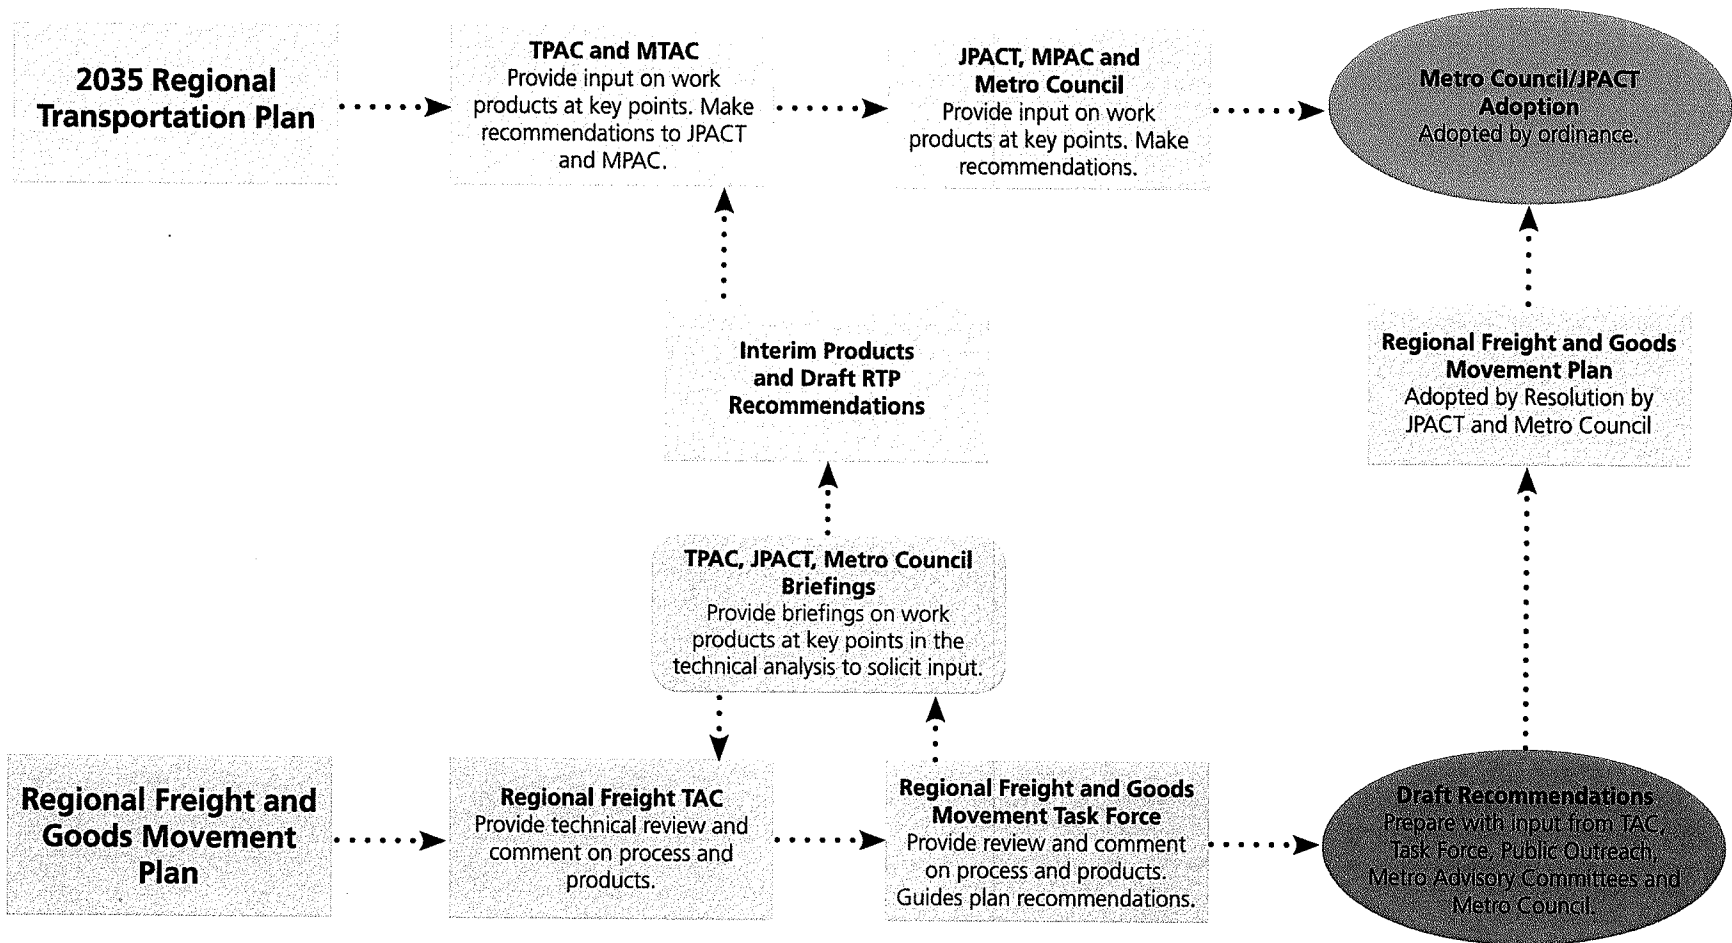 2035 Regional
Transportation Plan
TPAC and MTAC
Provide input on work
products at key points. Make
recommendations to JPACT
and MPAC.
JPACT, MPAC and
Metro Council
Provide input on work
products at key points. Make
recommendations.
Metro Council/JPACT
Adoption
Adopted by ordinance.
Interim Products
and Draft RTP
Recommendations
Regional Freight and Goods
Movement Plan
Adopted by Resolution by
JPACT and Metro Council
TPAC, JPACT, Metro Council
Briefings
Provide briefings on work
products at key points in the
technical analysis to solicit input.
Regional Freight and
Goods Movement
Plan
Regional Freight TAC
Provide technical review and
comment on process and
products.
Regional Freight and Goods
Movement Task Force
Provide review and comment
on process and products.
Guides plan recommendations.
Draft Recommendations
Prepare with input from TAC,
Task Force, Public Outreach,
Metro Advisory Committees and
Metro Council.